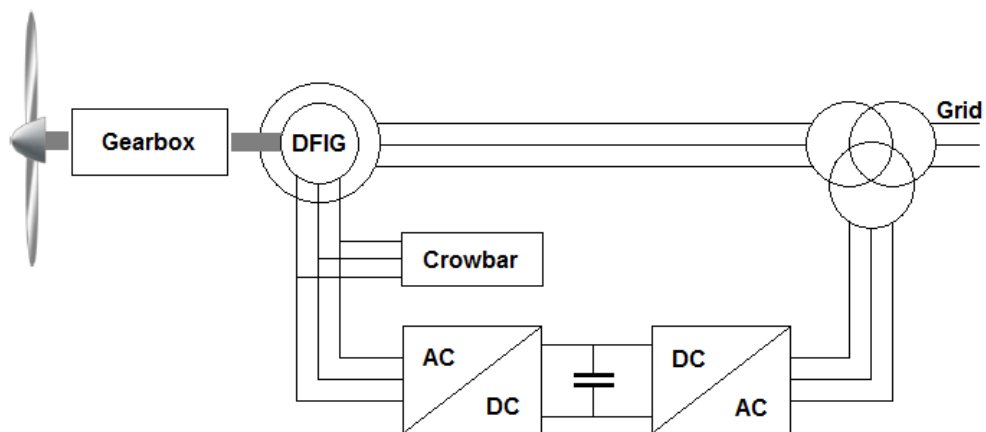 Grid
Gearbox
DFIG
Crowbar
AC
DC
DC
AC